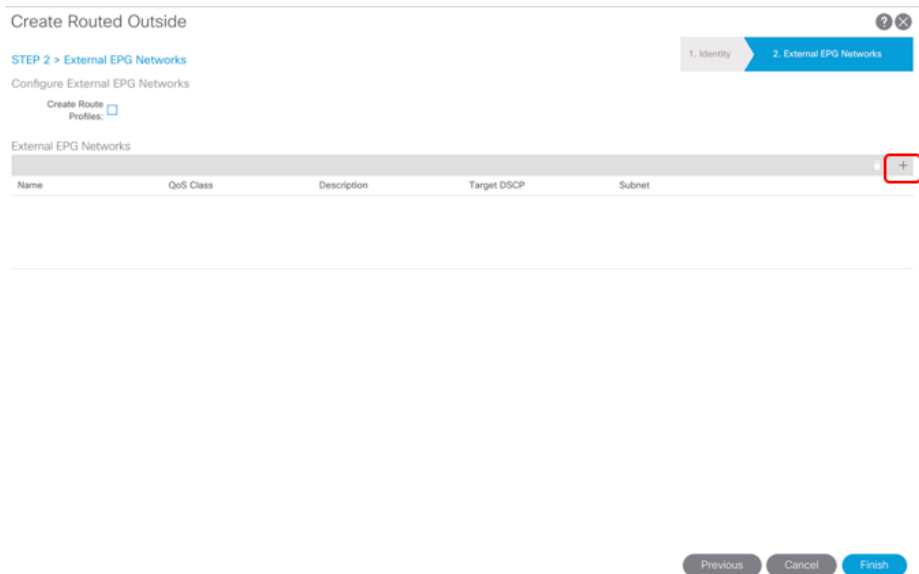 Create Routed Outside
STEP 2 > External EPG Networks
1. Identity
2. External EPG Networks
Configure External EPG Networks
Create Route
Profiles:
External EPG Networks
Name QoS Class Description Target DSCP Subnet
Previous Cancel Finish